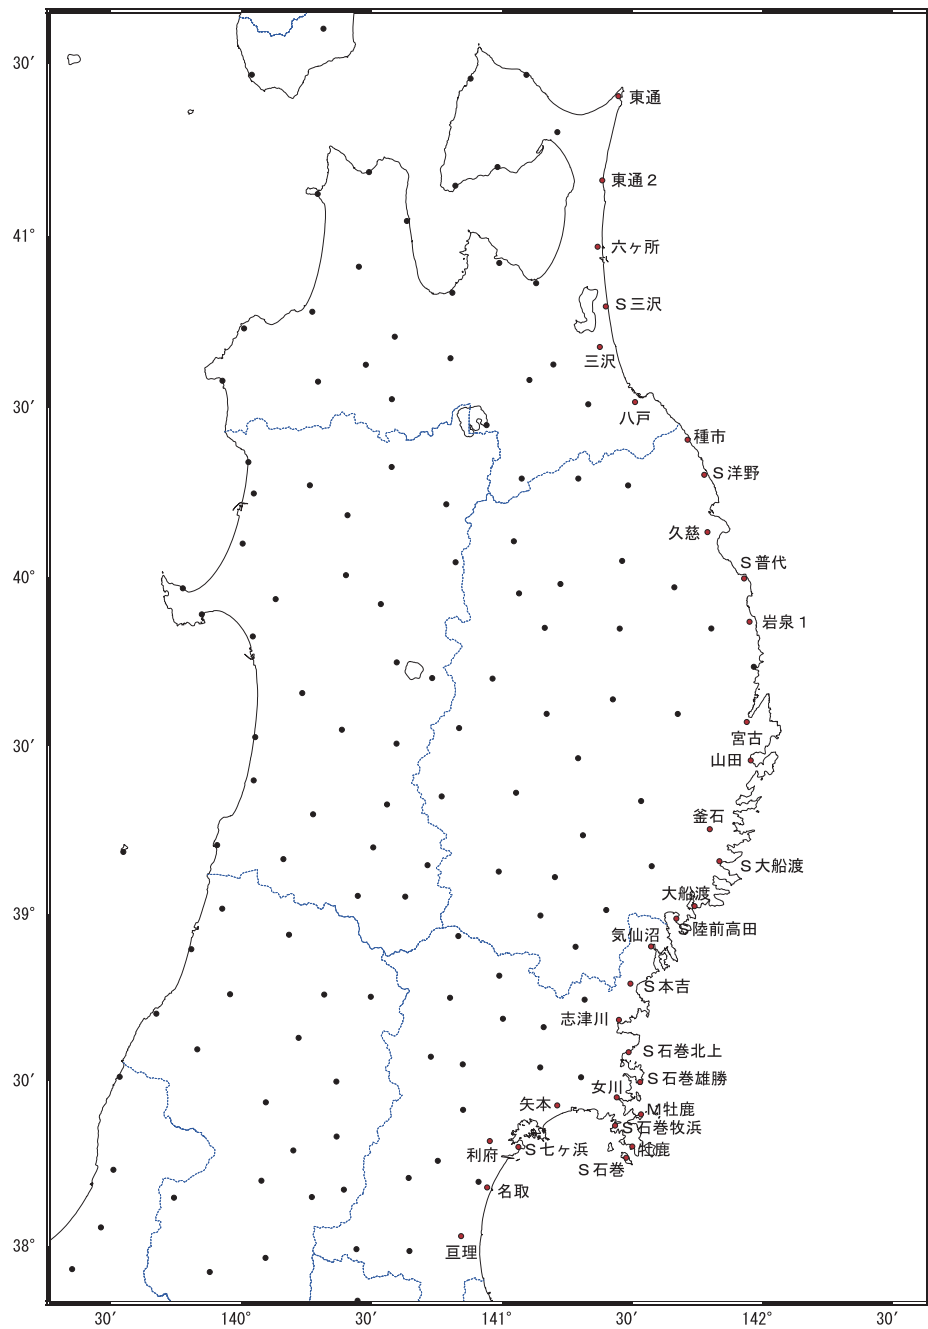 30′
東通
東通２
41°
六ヶ所
Ｓ三沢
三沢
30′
八戸
種市
Ｓ洋野
久慈
Ｓ普代
40°
岩泉１
30′
宮古
山田
釜石
Ｓ大船渡
大船渡
39°
Ｓ陸前高田
気仙沼
Ｓ本吉
志津川
Ｓ石巻北上
30′
Ｓ石巻雄勝
女川
矢本
Ｍ牡鹿
Ｓ石巻牧浜
利府
Ｓ七ヶ浜
牡鹿
Ｓ石巻
名取
38°
亘理
30′
140°
30′
141°
30′
142°
30′